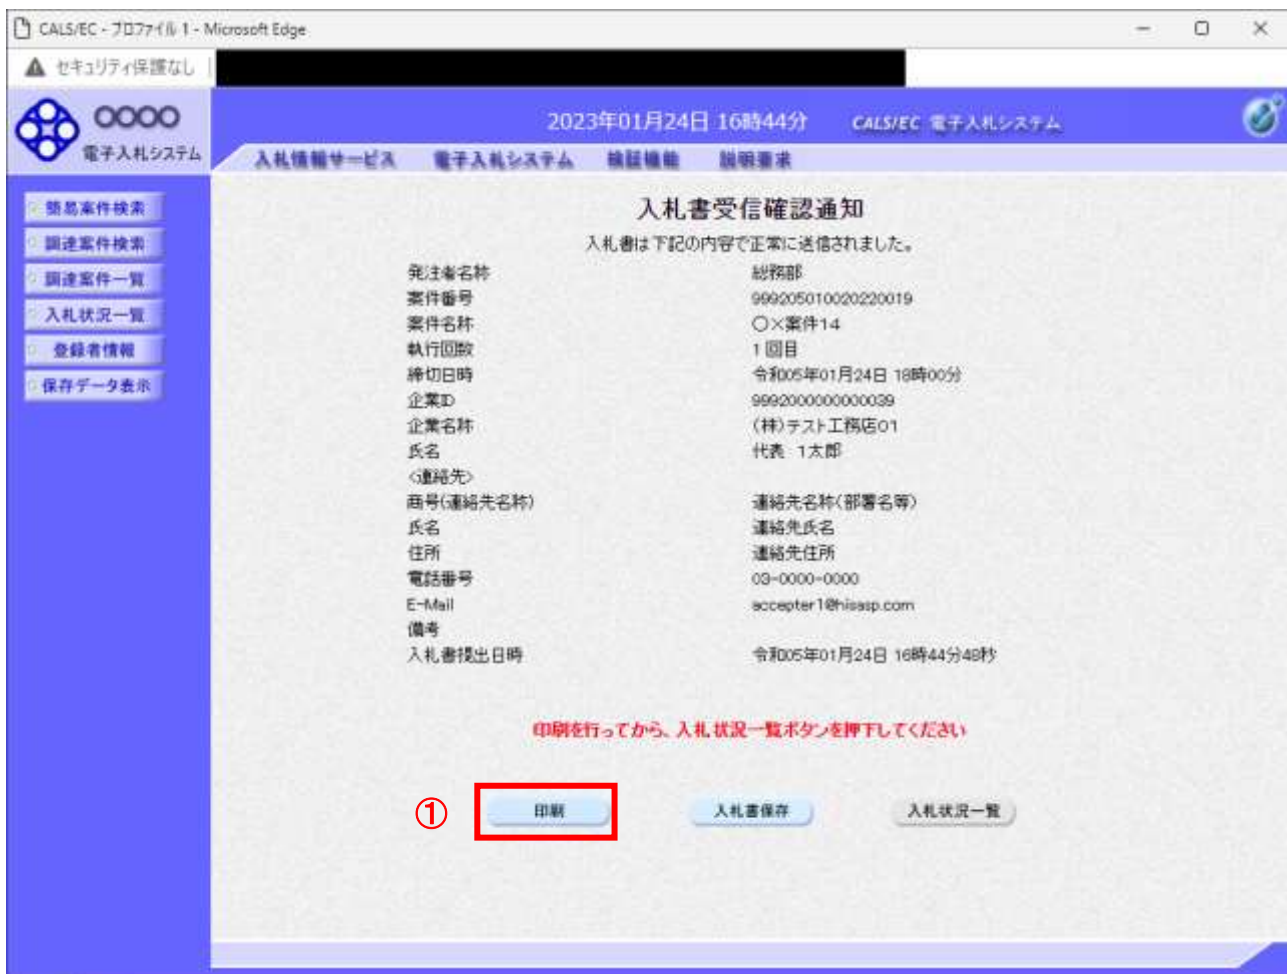 CALS/EC - プロファイル 1 - Microsoft Edge
セキュリティ保護なし
○○○○
電子入札システム
2023年01月24日 16時44分
CALS/EC 電子入札システム
入札情報サービス 電子入札システム 検証機能 説明要求
簡易案件検索
調達案件検索
調達案件一覧
入札状況一覧
登録者情報
保存データ表示
入札書受信確認通知
入札書は下記の内容で正常に送信されました。
発注者名称 総務部
案件番号 999205010020220019
案件名称 ○×案件14
執行回数 1回目
締切日時 令和05年01月24日 18時00分
企業ID 9992000000000039
企業名称 (株)テスト工務店01
氏名 代表 1太郎
<連絡先>
商号(連絡先名称) 連絡先名称(部署名等)
氏名 連絡先氏名
住所 連絡先住所
電話番号 03-0000-0000
E-Mail accepter1@hisasp.com
備考
入札書提出日時 令和05年01月24日 16時44分48秒
印刷を行ってから、入札状況一覧ボタンを押下してください
① 印刷 入札書保存 入札状況一覧